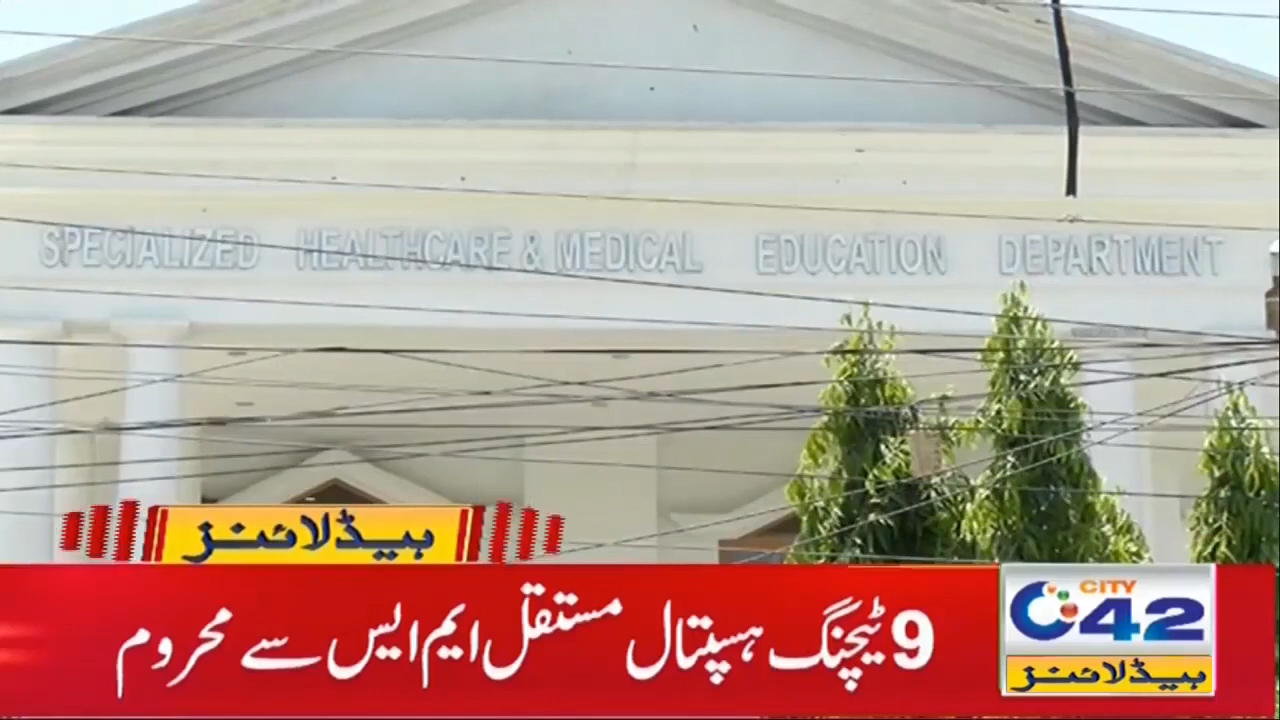 SPECIALIZED HEALTHCARE & MEDICAL EDUCATION DEPARTMENT
ہیڈلائنز
9 ٹیچنگ ہسپتال مستقل ایم ایس سے محروم
CITY
42
ہیڈلائنز